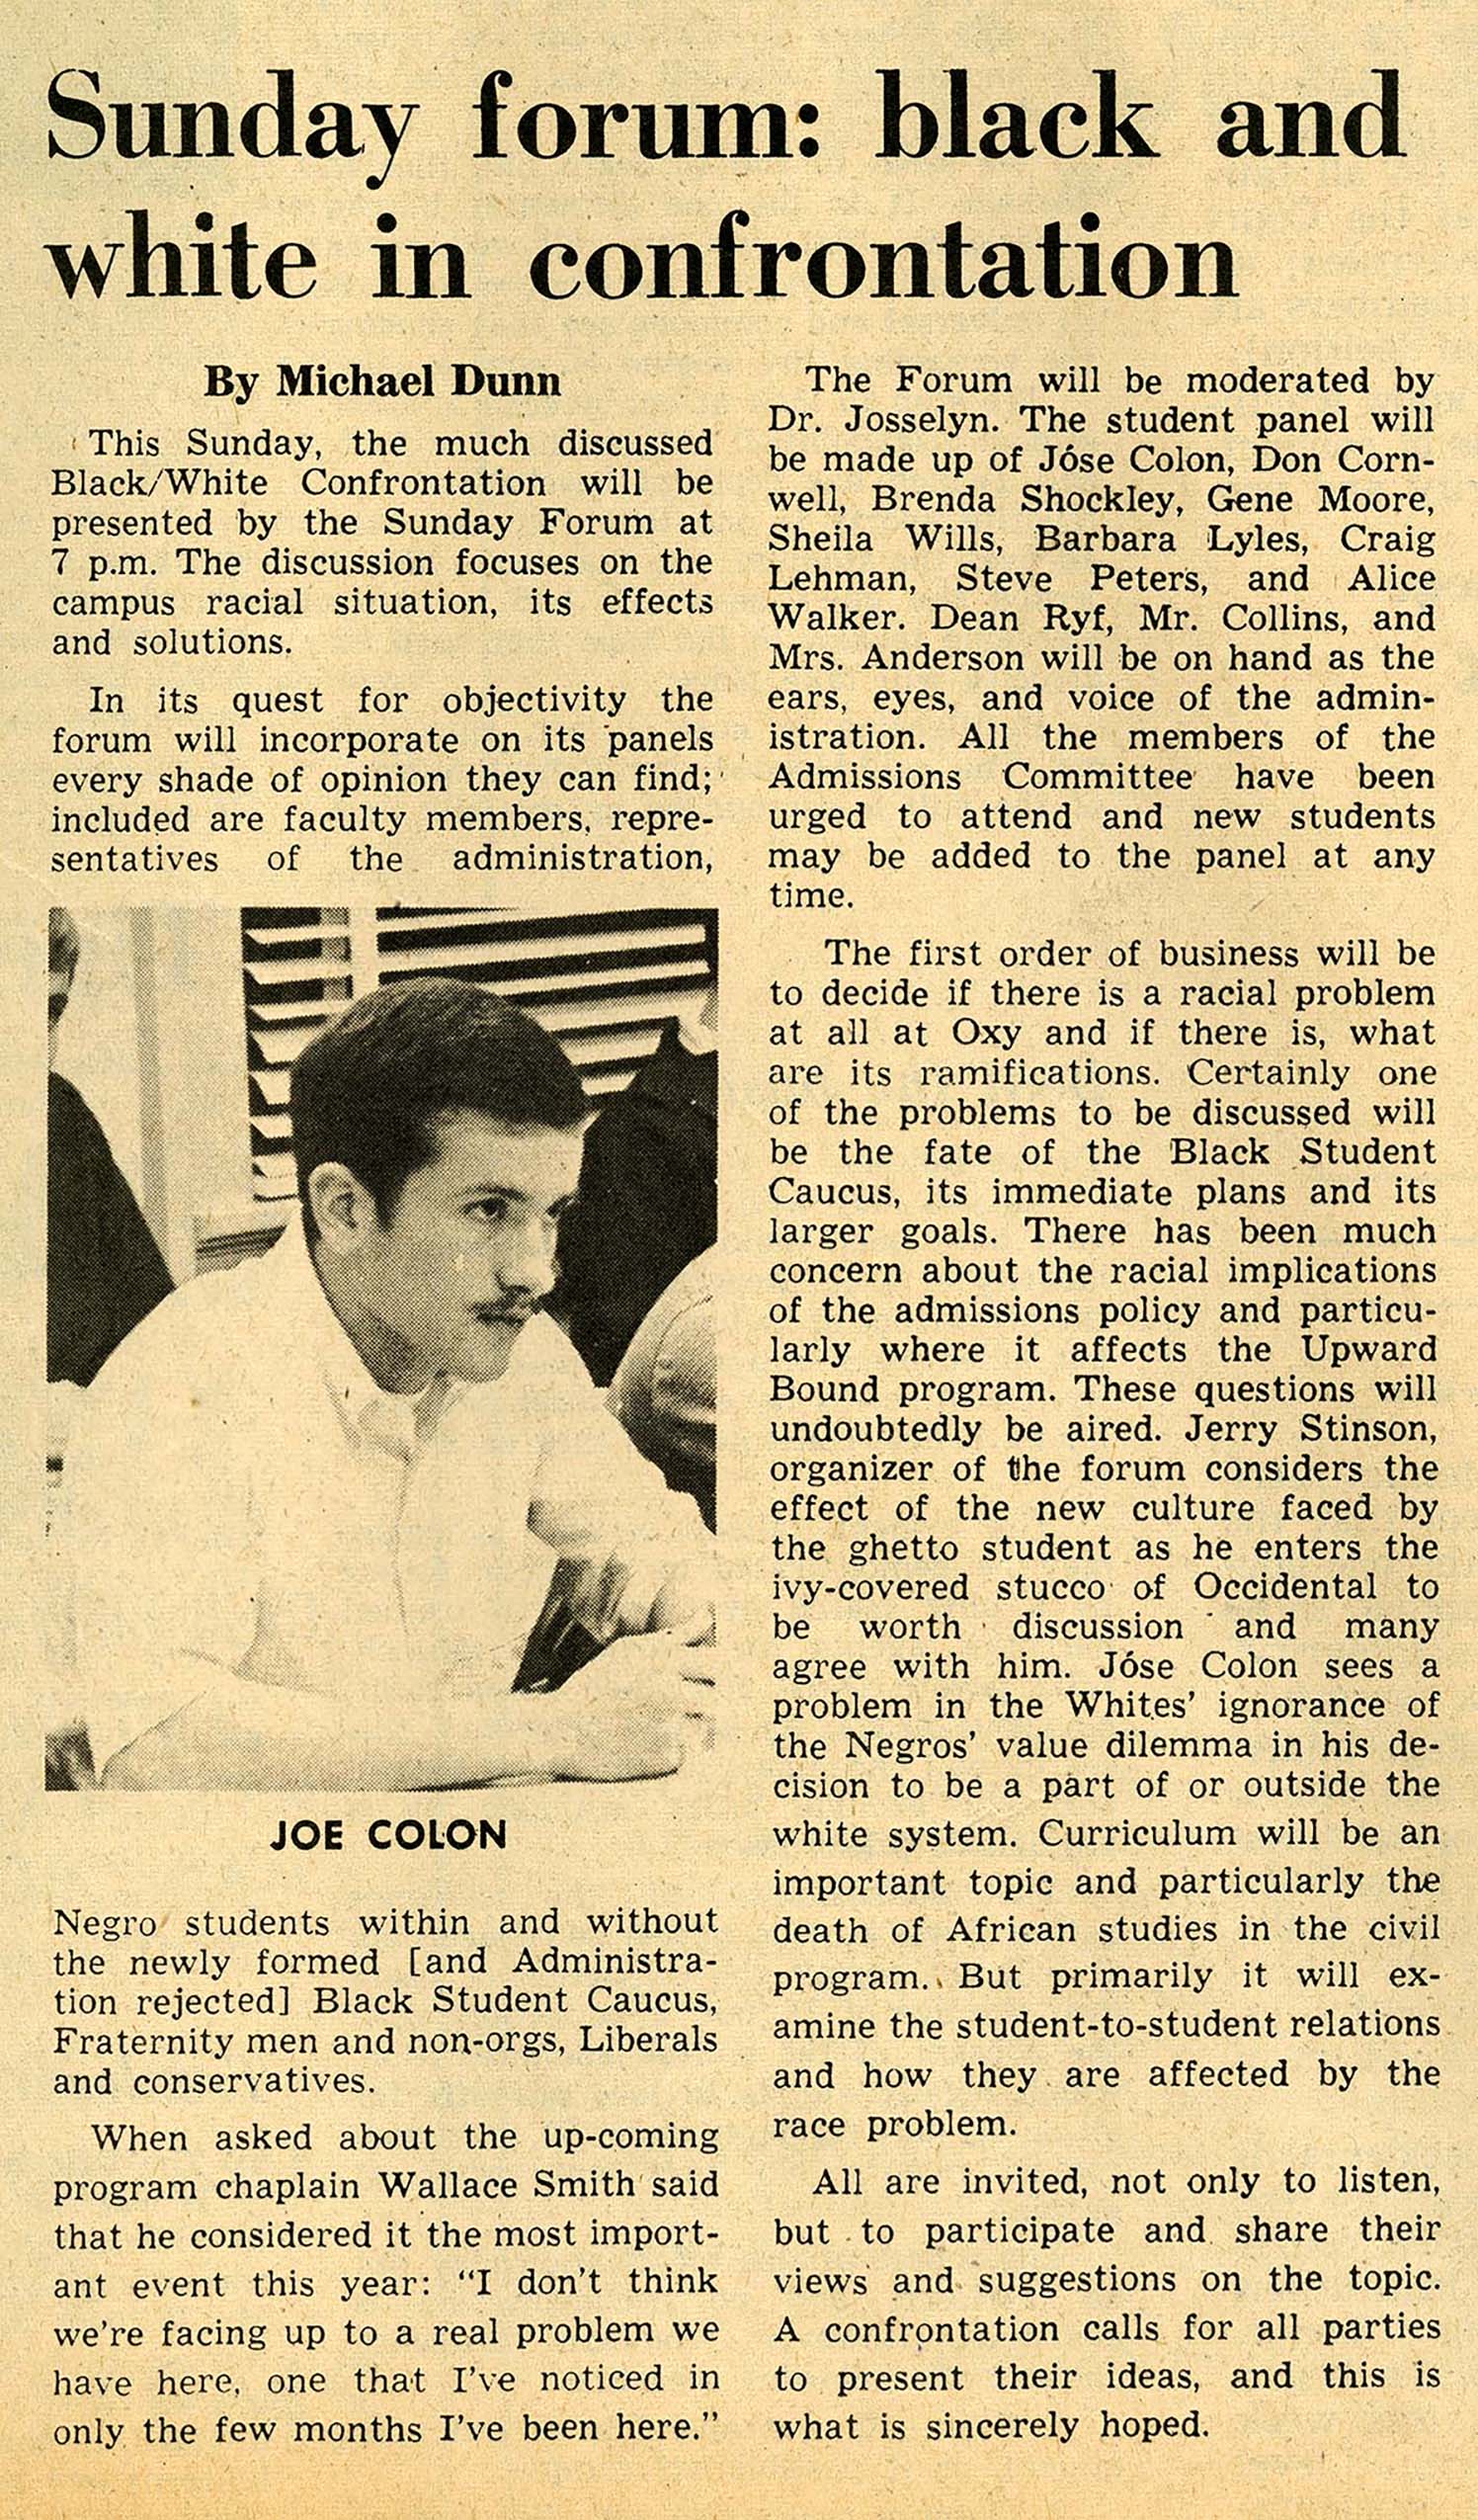 Sunday forum: black and
white in confrontation
By Michael Dunn
This Sunday, the much discussed
Black/White Confrontation will be
presented by the Sunday Forum at
7 p.m. The discussion focuses on the
campus racial situation, its effects
and solutions.
In its quest for objectivity the
forum will incorporate on its panels
every shade of opinion they can find;
included are faculty members, repre-
sentatives of the administration,
JOE COLON
Negro students within and without
the newly formed [and Administra-
tion rejected] Black Student Caucus,
Fraternity men and non-orgs, Liberals
and conservatives.
When asked about the up-coming
program chaplain Wallace Smith said
that he considered it the most import-
ant event this year: "I don't think
we're facing up to a real problem we
have here, one that I've noticed in
only the few months I've been here."
The Forum will be moderated by
Dr. Josselyn. The student panel will
be made up of Jóse Colon, Don Corn-
well, Brenda Shockley, Gene Moore,
Sheila Wills, Barbara Lyles, Craig
Lehman, Steve Peters, and Alice
Walker. Dean Ryf, Mr. Collins, and
Mrs. Anderson will be on hand as the
ears, eyes, and voice of the admin-
istration. All the members of the
Admissions Committee have been
urged to attend and new students
may be added to the panel at any
time.
The first order of business will be
to decide if there is a racial problem
at all at Oxy and if there is, what
are its ramifications. Certainly one
of the problems to be discussed will
be the fate of the Black Student
Caucus, its immediate plans and its
larger goals. There has been much
concern about the racial implications
of the admissions policy and particu-
larly where it affects the Upward
Bound program. These questions will
undoubtedly be aired. Jerry Stinson,
organizer of the forum considers the
effect of the new culture faced by
the ghetto student as he enters the
ivy-covered stucco of Occidental to
be worth discussion and many
agree with him. Jóse Colon sees a
problem in the Whites' ignorance of
the Negros' value dilemma in his de-
cision to be a part of or outside the
white system. Curriculum will be an
important topic and particularly the
death of African studies in the civil
program. But primarily it will ex-
amine the student-to-student relations
and how they are affected by the
race problem.
All are invited, not only to listen,
but to participate and share their
views and suggestions on the topic.
A confrontation calls for all parties
to present their ideas, and this is
what is sincerely hoped.